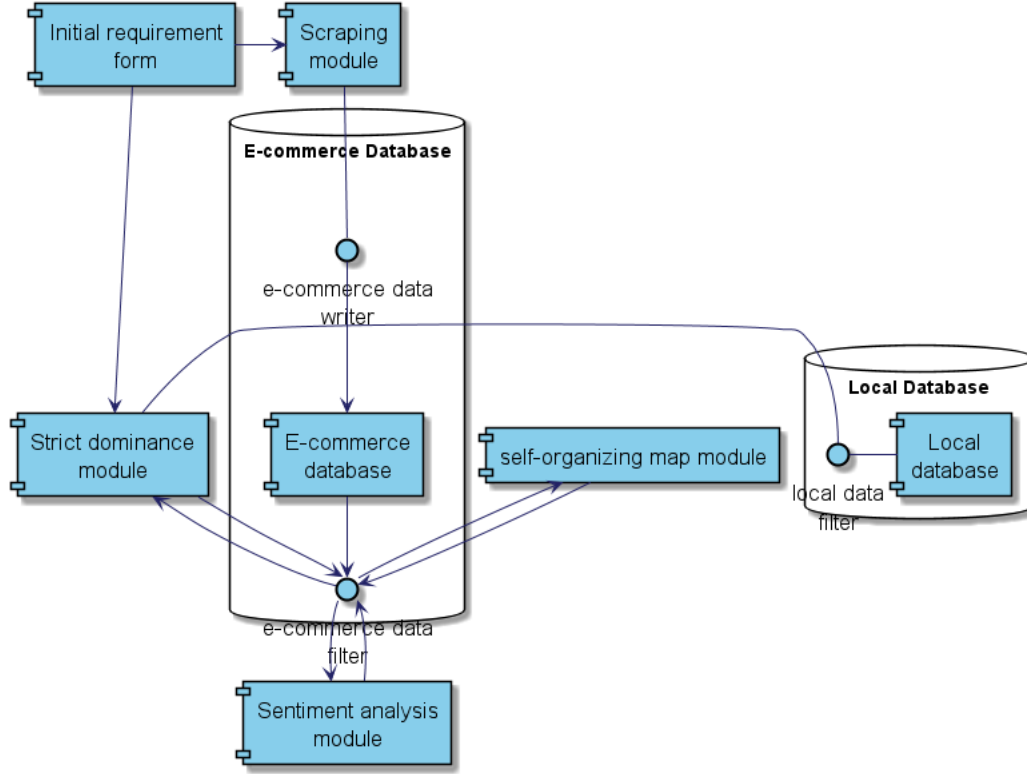 Initial requirement
form
Scraping
module
E-commerce Database
e-commerce data
writer
Local Database
Strict dominance
module
E-commerce
database
self-organizing map module
Local
database
local data
filter
e-commerce data
filter
Sentiment analysis
module